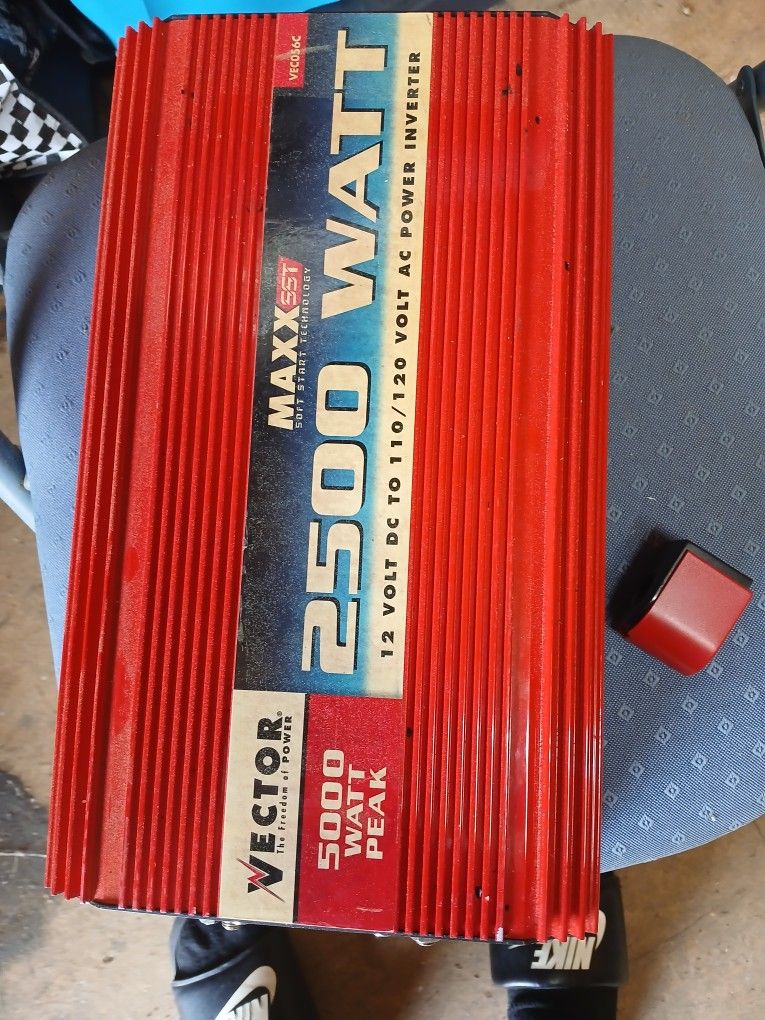 VEC056C
MAXX SST
SOFT START TECHNOLOGY
2500 WATT
12 VOLT DC TO 110/120 VOLT AC POWER INVERTER
VECTOR®
The Freedom of POWER
5000
WATT
PEAK
NIKE